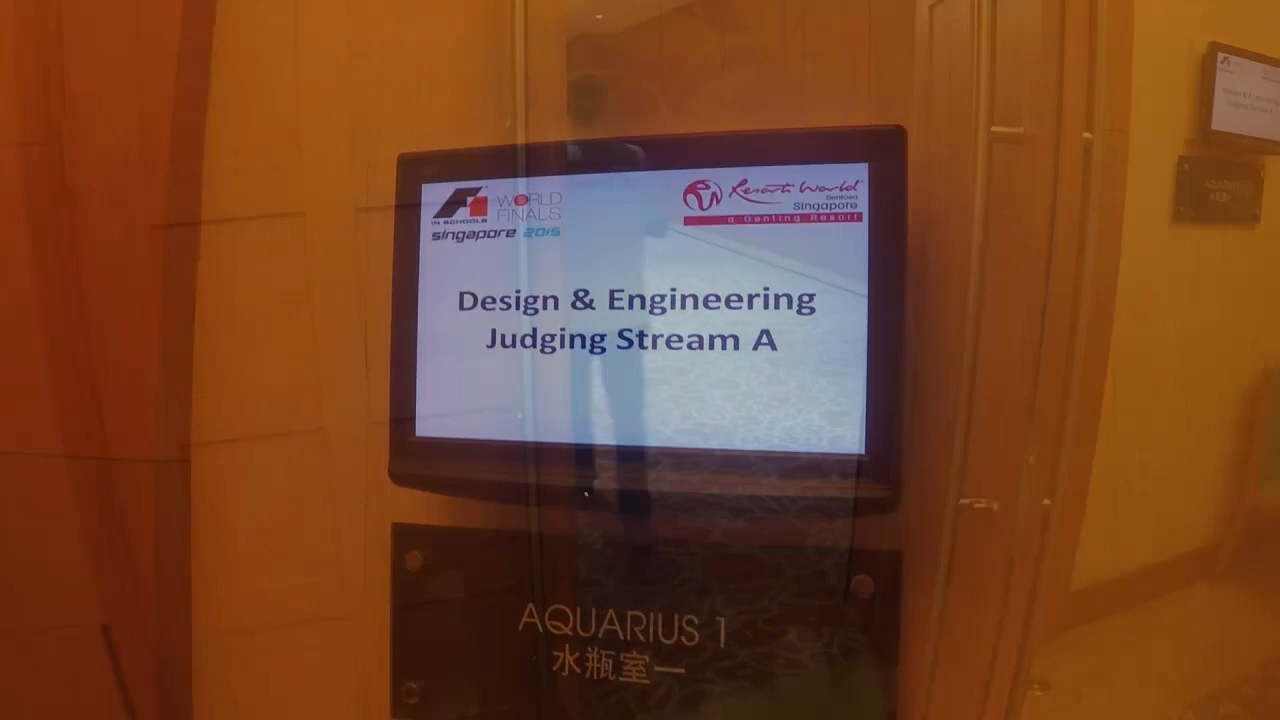 F1 IN SCHOOLS
WORLD FINALS
singapore 2015
Resorts World
Sentosa
Singapore
a Genting Resort
Design & Engineering
Judging Stream A
AQUARIUS 1
水瓶室一